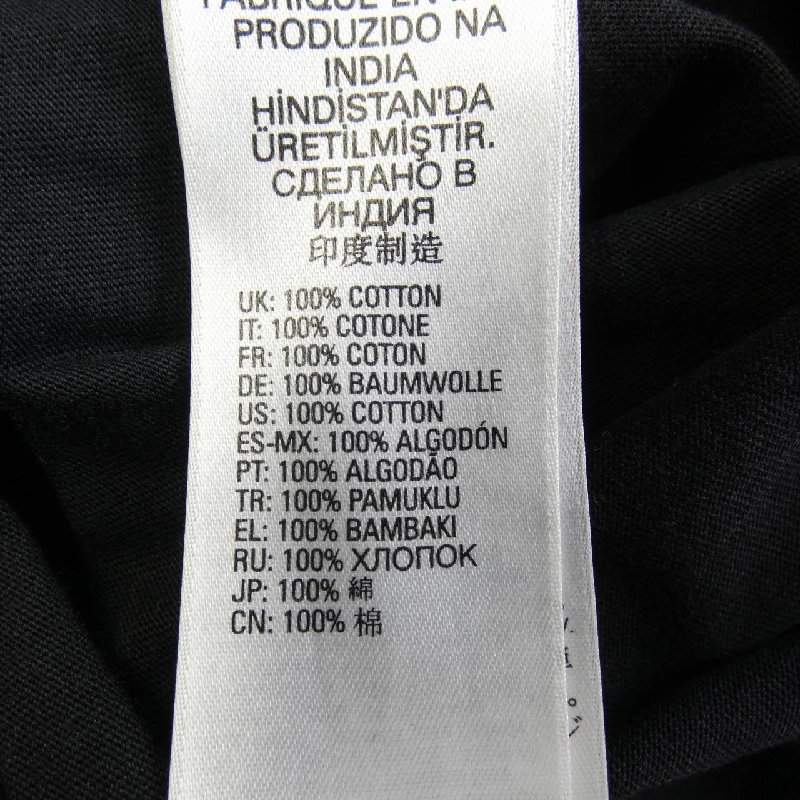 FABRIQUÉ EN
PRODUZIDO NA
INDIA
HİNDİSTAN'DA
ÜRETİLMİŞTİR.
СДЕЛАНО В
ИНДИЯ
印度制造
UK: 100% COTTON
IT: 100% COTONE
FR: 100% COTON
DE: 100% BAUMWOLLE
US: 100% COTTON
ES-MX: 100% ALGODÓN
PT: 100% ALGODÃO
TR: 100% PAMUKLU
EL: 100% BAMBAKI
RU: 100% ХЛОПОК
JP: 100% 綿
CN: 100% 棉